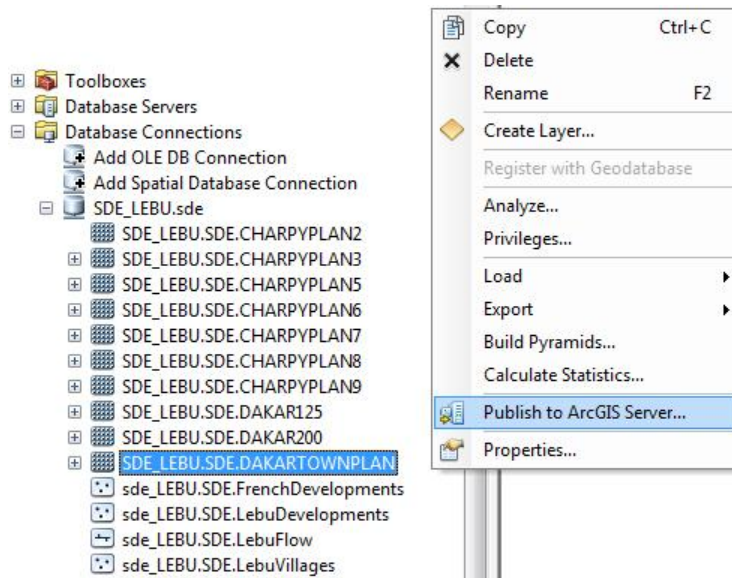 Toolboxes
Database Servers
Database Connections
Add OLE DB Connection
Add Spatial Database Connection
SDE_LEBU.sde
SDE_LEBU.SDE.CHARPYPLAN2
SDE_LEBU.SDE.CHARPYPLAN3
SDE_LEBU.SDE.CHARPYPLAN5
SDE_LEBU.SDE.CHARPYPLAN6
SDE_LEBU.SDE.CHARPYPLAN7
SDE_LEBU.SDE.CHARPYPLAN8
SDE_LEBU.SDE.CHARPYPLAN9
SDE_LEBU.SDE.DAKAR125
SDE_LEBU.SDE.DAKAR200
SDE_LEBU.SDE.DAKARTOWNPLAN
sde_LEBU.SDE.FrenchDevelopments
sde_LEBU.SDE.LebuDevelopments
sde_LEBU.SDE.LebuFlow
sde_LEBU.SDE.LebuVillages
Copy Ctrl+C
Delete
Rename F2
Create Layer...
Register with Geodatabase
Analyze...
Privileges...
Load
Export
Build Pyramids...
Calculate Statistics...
Publish to ArcGIS Server...
Properties...